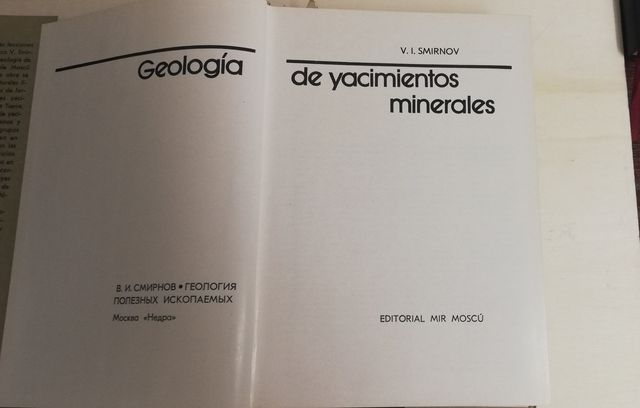 Geología
В. И. СМИРНОВ • ГЕОЛОГИЯ
ПОЛЕЗНЫХ ИСКОПАЕМЫХ
Москва «Недра»
V. I. SMIRNOV
de yacimientos
minerales
EDITORIAL MIR MOSCÚ